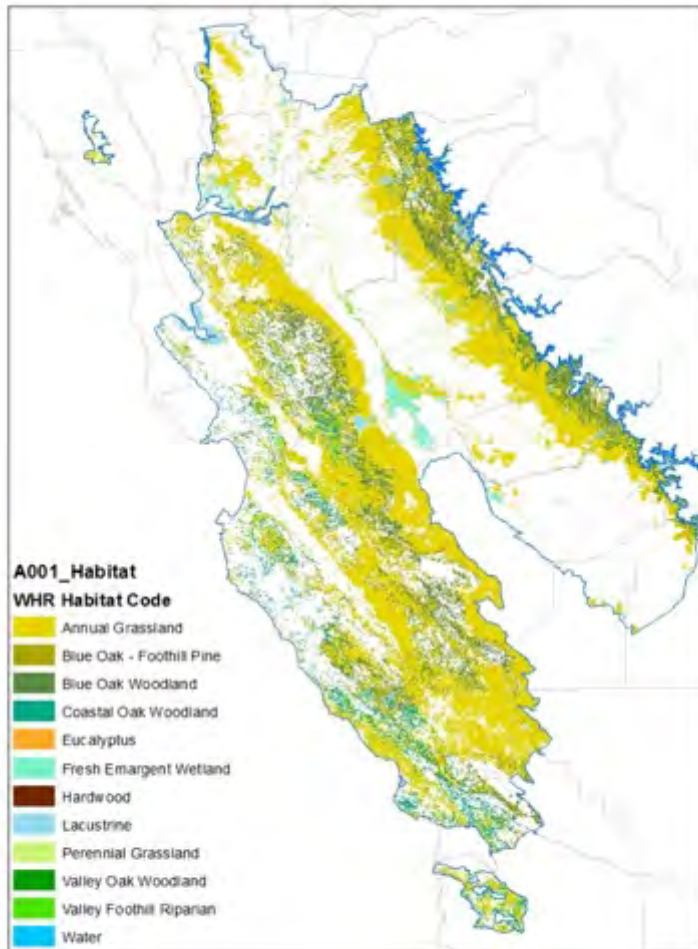 A001_Habitat
WHR Habitat Code
Annual Grassland
Blue Oak - Foothill Pine
Blue Oak Woodland
Coastal Oak Woodland
Eucalyptus
Fresh Emargent Wetland
Hardwood
Lacustrine
Perennial Grassland
Valley Oak Woodland
Valley Foothill Riparian
Water